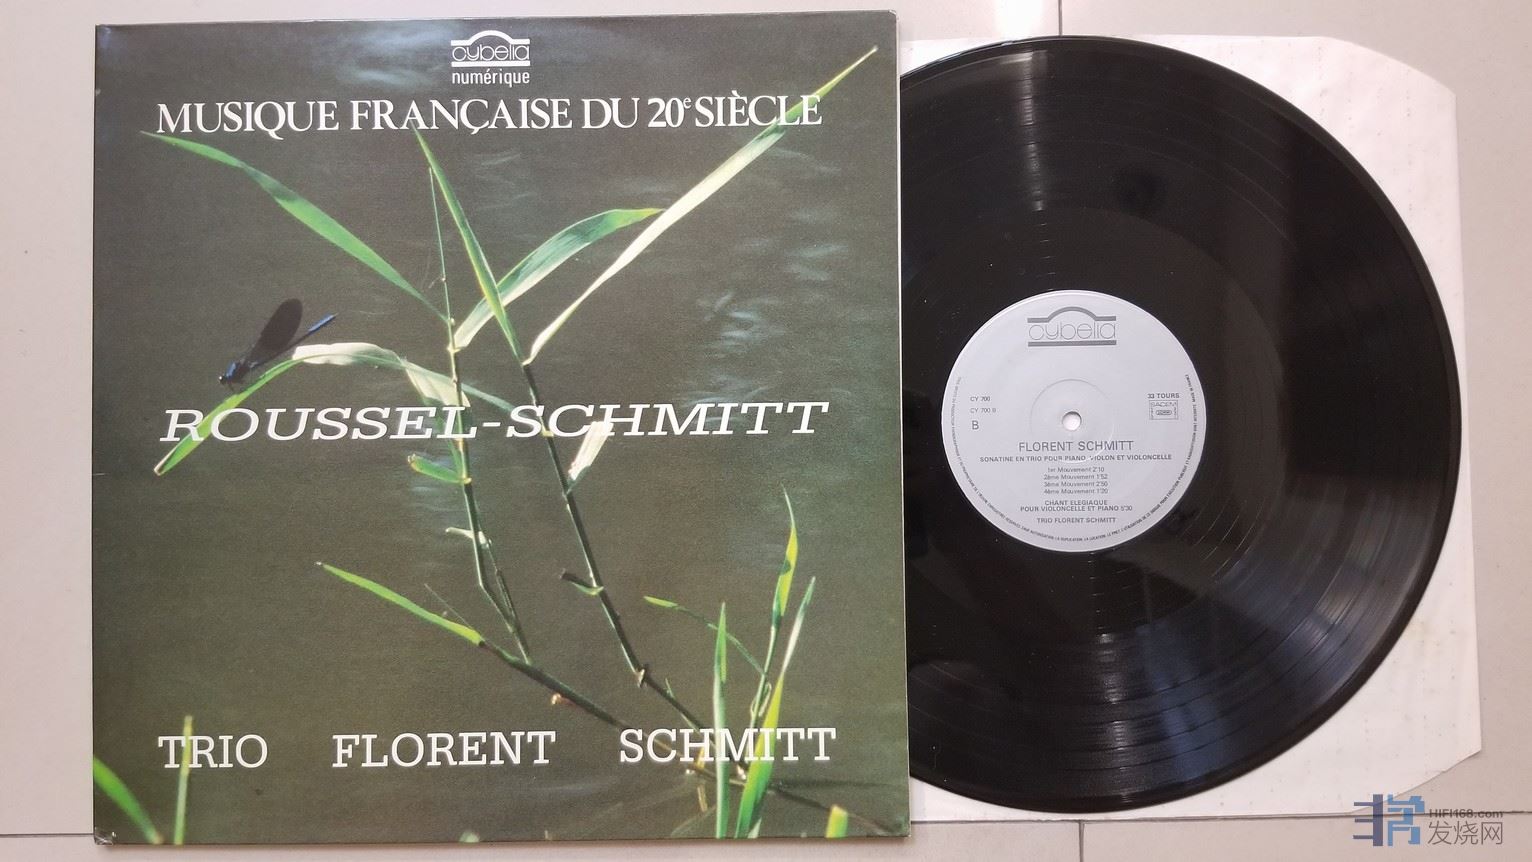 cybelia
numérique
MUSIQUE FRANÇAISE DU 20e SIÈCLE
ROUSSEL-SCHMITT
TRIO FLORENT SCHMITT
cybelia
CY 700
CY 700 B
B
33 TOURS
SACEM
FLORENT SCHMITT
SONATINE EN TRIO POUR PIANO, VIOLON ET VIOLONCELLE
1er Mouvement 2'10
2ème Mouvement 1'52
3ème Mouvement 2'50
4ème Mouvement 1'20
CHANT ELEGIAQUE
POUR VIOLONCELLE ET PIANO 5'30
TRIO FLORENT SCHMITT
HIFI168.com
发烧网